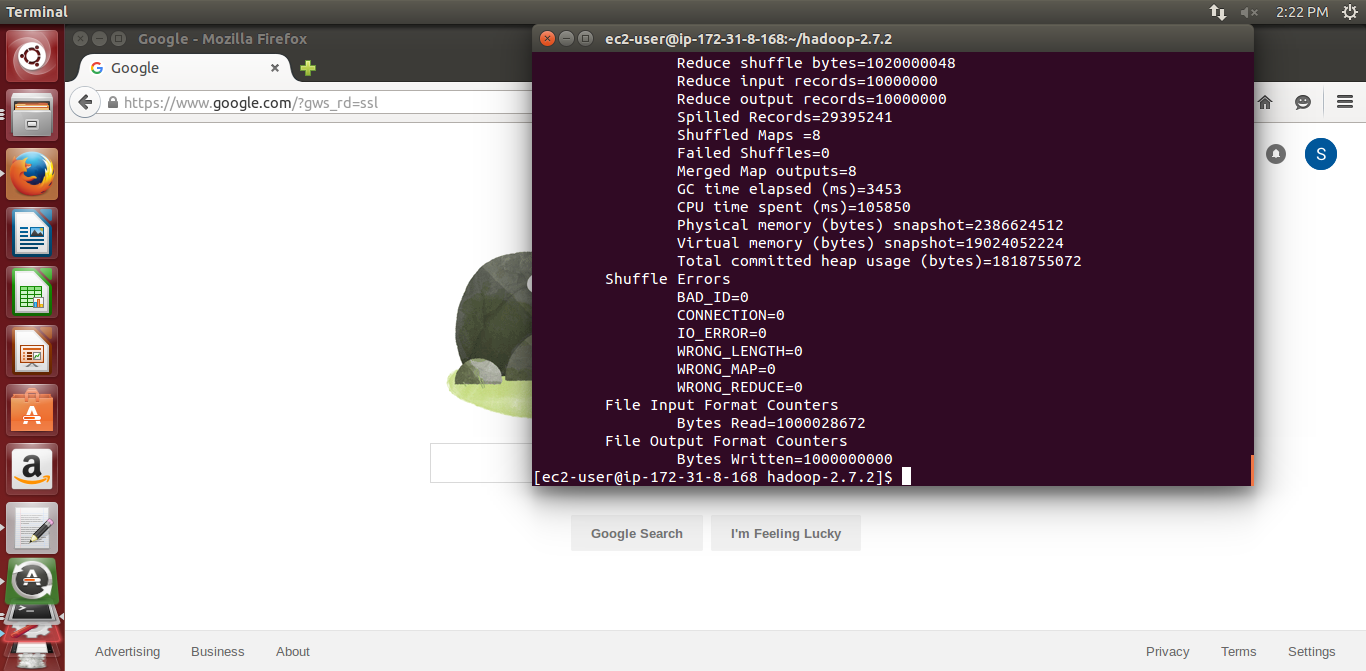 Terminal
2:22 PM
Google - Mozilla Firefox
ec2-user@ip-172-31-8-168:~/hadoop-2.7.2
Google
https://www.google.com/?gws_rd=ssl
S
Reduce shuffle bytes=1020000048
Reduce input records=10000000
Reduce output records=10000000
Spilled Records=29395241
Shuffled Maps =8
Failed Shuffles=0
Merged Map outputs=8
GC time elapsed (ms)=3453
CPU time spent (ms)=105850
Physical memory (bytes) snapshot=2386624512
Virtual memory (bytes) snapshot=19024052224
Total committed heap usage (bytes)=1818755072
Shuffle Errors
BAD_ID=0
CONNECTION=0
IO_ERROR=0
WRONG_LENGTH=0
WRONG_MAP=0
WRONG_REDUCE=0
File Input Format Counters
Bytes Read=1000028672
File Output Format Counters
Bytes Written=1000000000
[ec2-user@ip-172-31-8-168 hadoop-2.7.2]$
Google Search
I'm Feeling Lucky
Advertising
Business
About
Privacy
Terms
Settings